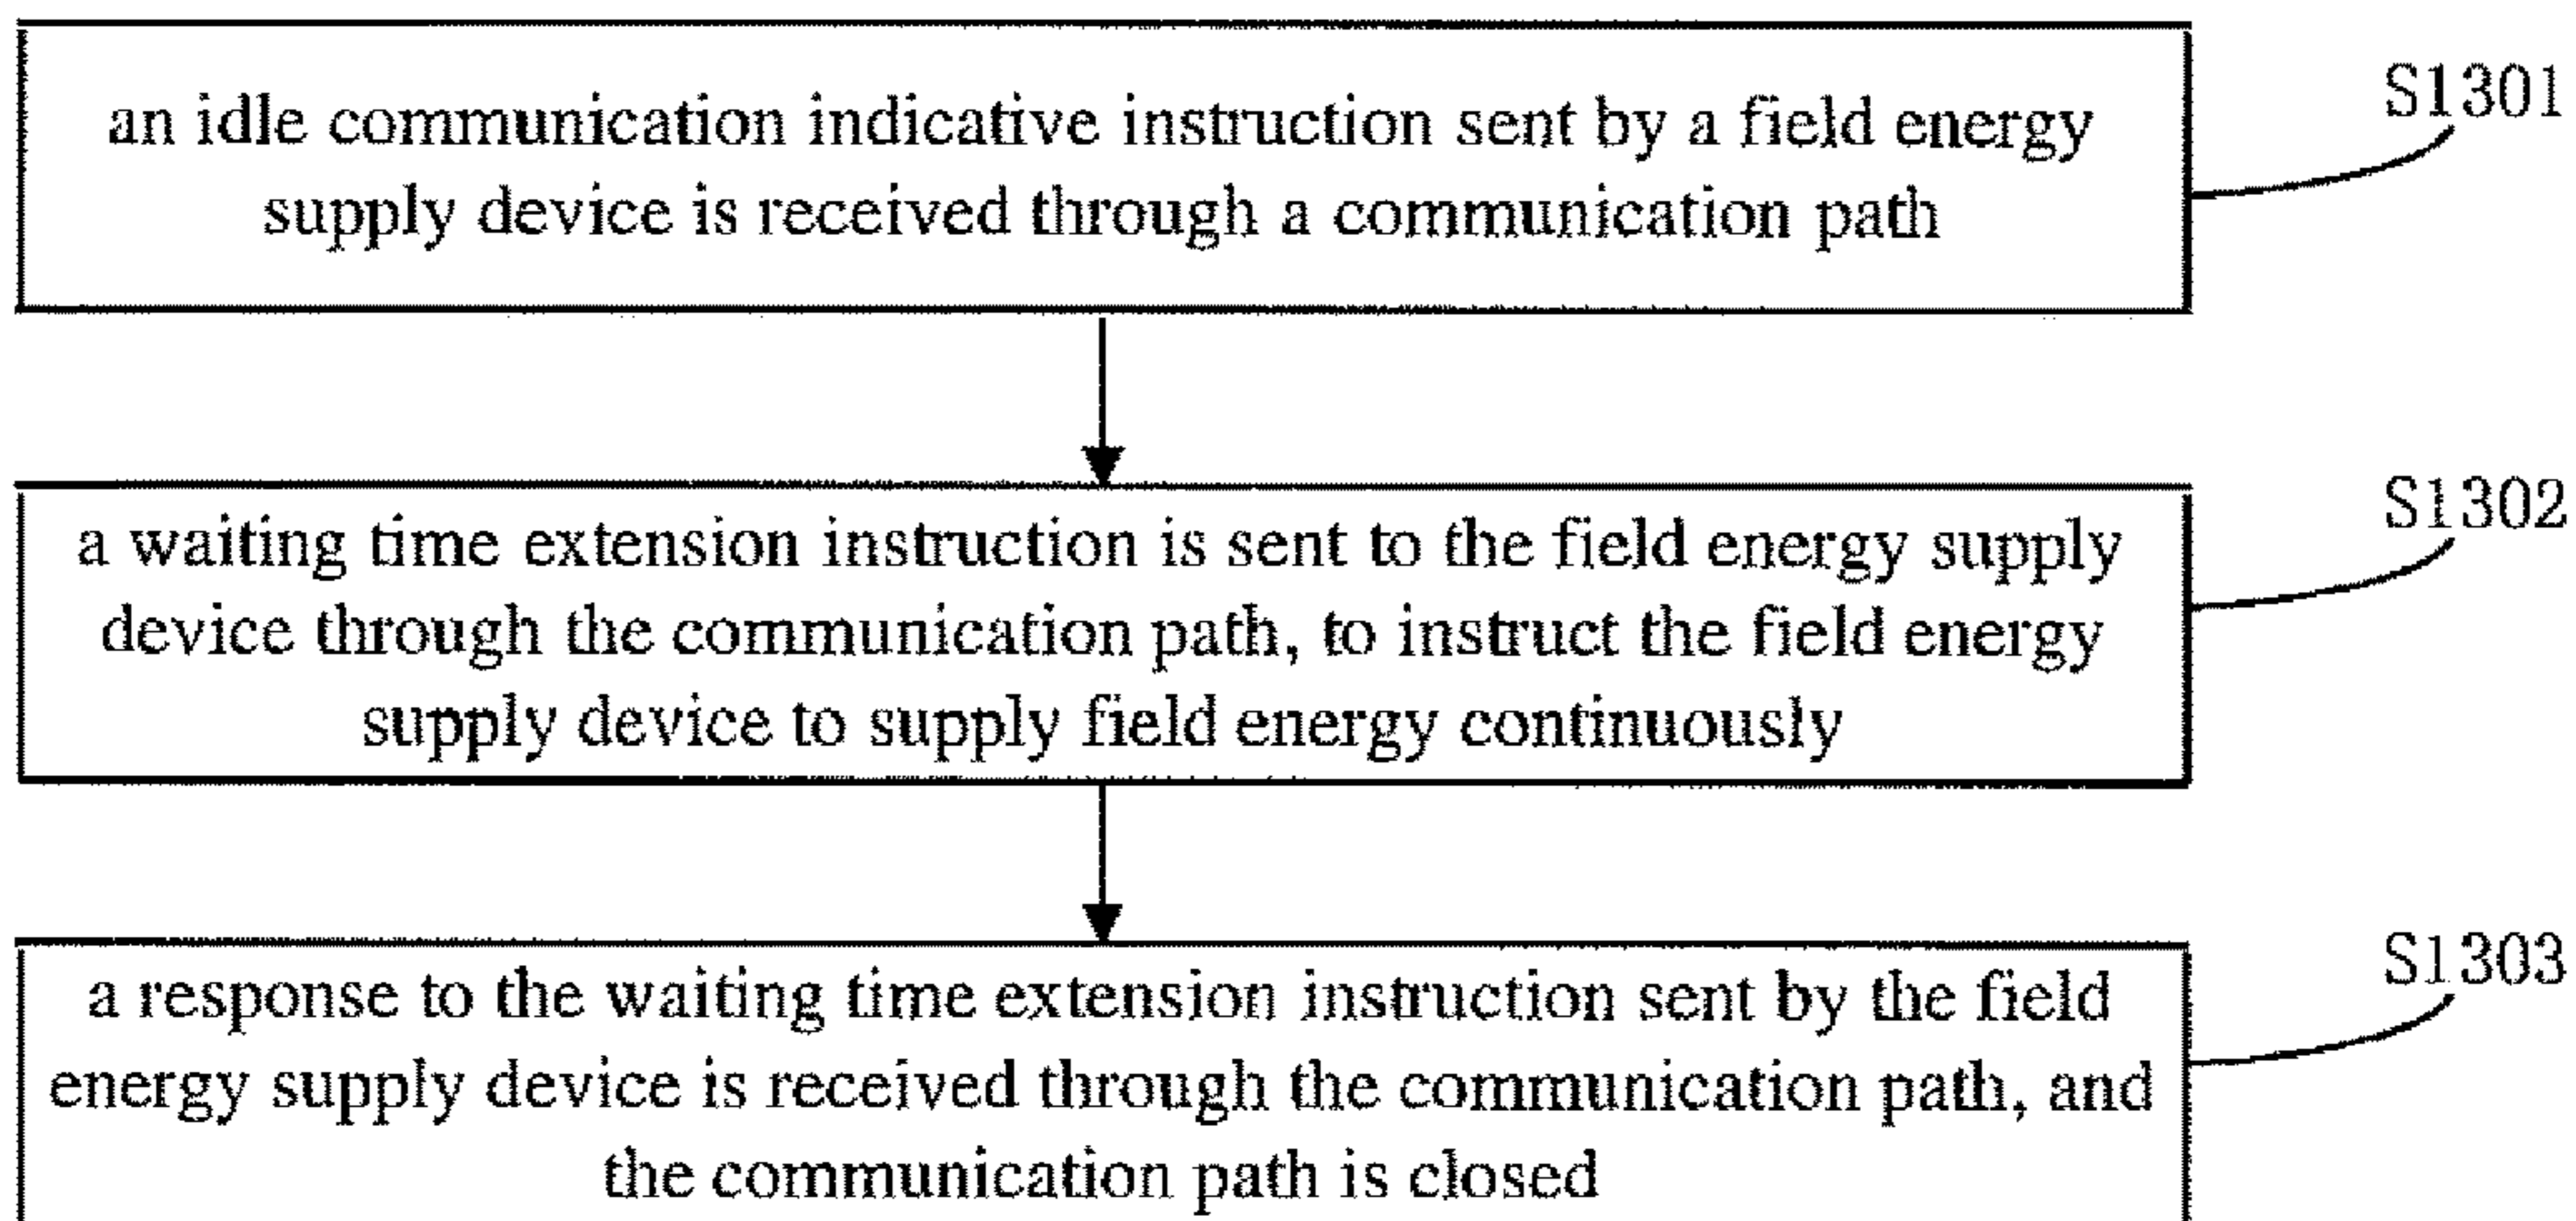 an idle communication indicative instruction sent by a field energy
supply device is received through a communication path
S1301
a waiting time extension instruction is sent to the field energy supply
device through the communication path, to instruct the field energy
supply device to supply field energy continuously
S1302
a response to the waiting time extension instruction sent by the field
energy supply device is received through the communication path, and
the communication path is closed
S1303